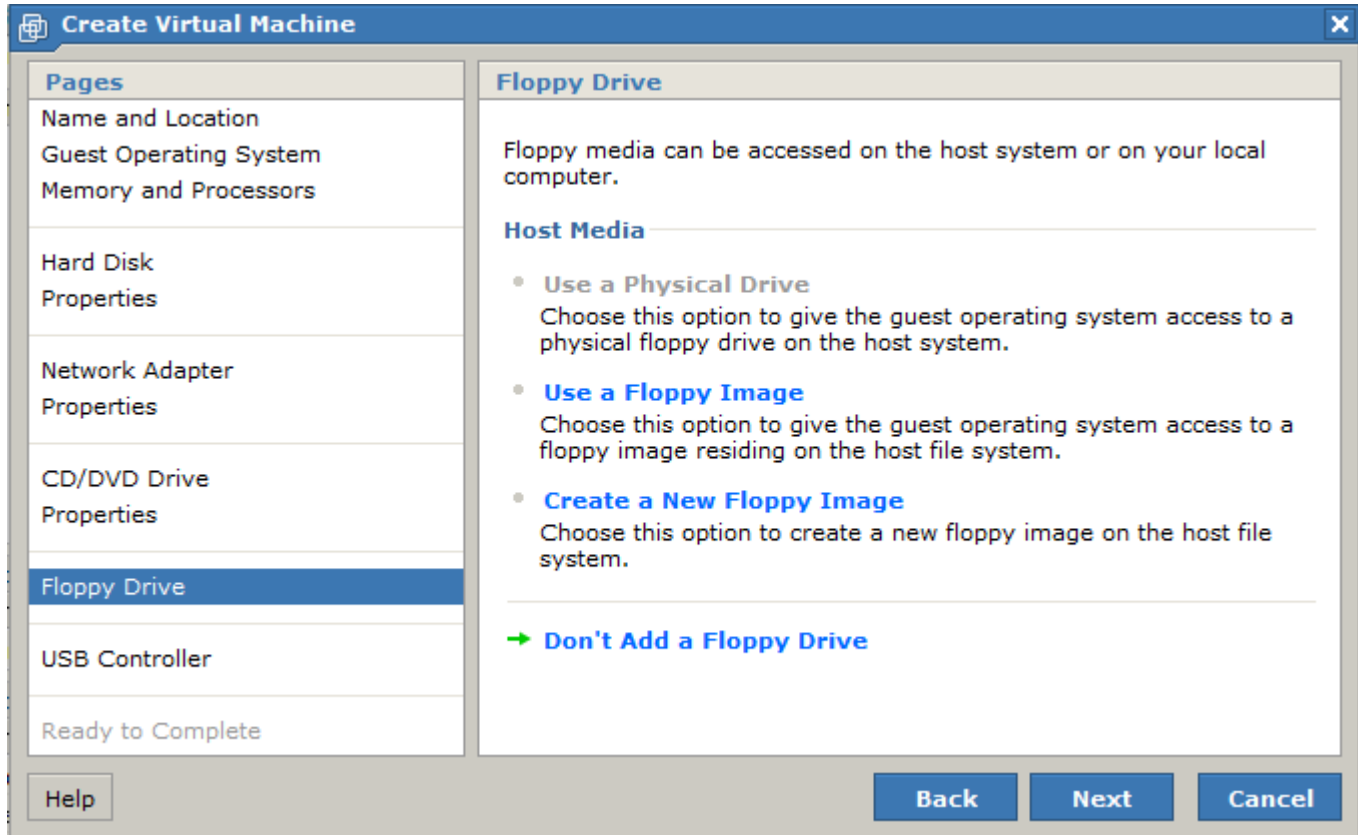 Create Virtual Machine
Pages
Name and Location
Guest Operating System
Memory and Processors
Hard Disk
Properties
Network Adapter
Properties
CD/DVD Drive
Properties
Floppy Drive
USB Controller
Ready to Complete
Floppy Drive
Floppy media can be accessed on the host system or on your local
computer.
Host Media
Use a Physical Drive
Choose this option to give the guest operating system access to a
physical floppy drive on the host system.
Use a Floppy Image
Choose this option to give the guest operating system access to a
floppy image residing on the host file system.
Create a New Floppy Image
Choose this option to create a new floppy image on the host file
system.
Don't Add a Floppy Drive
Help
Back
Next
Cancel